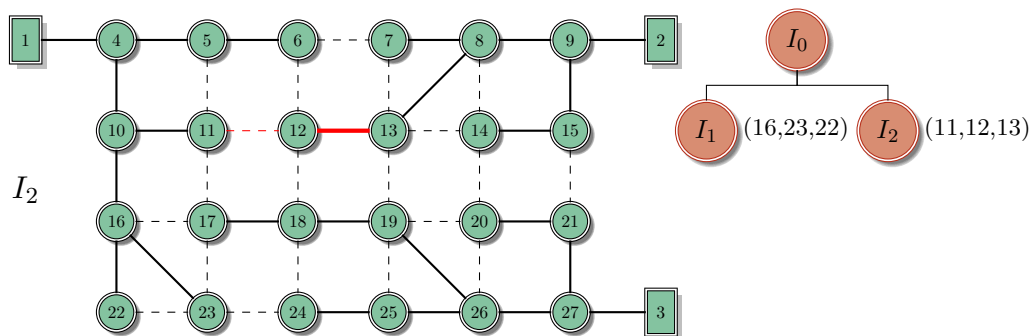 1 4 5 6 7 8 9 2
I₀
10 11 12 13 14 15
I₁ (16,23,22) I₂ (11,12,13)
I₂
16 17 18 19 20 21
22 23 24 25 26 27 3